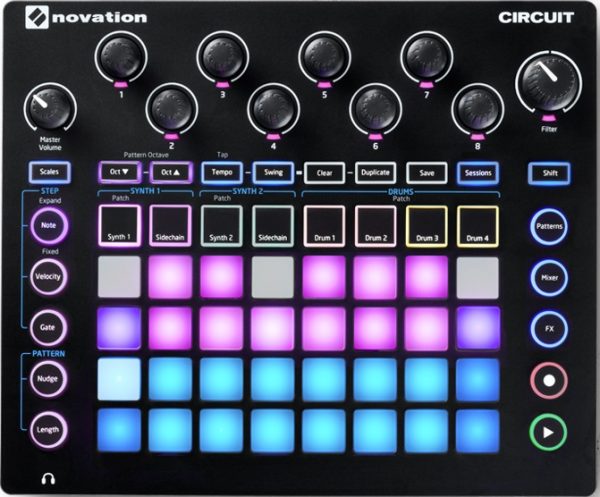 novation
CIRCUIT
1
3
5
7
2
4
6
8
Master
Volume
Filter
Pattern Octave
Tap
Scales
Oct ▼
Oct ▲
Tempo
Swing
Clear
Duplicate
Save
Sessions
Shift
STEP
SYNTH 1
SYNTH 2
DRUMS
Expand
Patch
Patch
Patch
Note
Synth 1
Sidechain
Synth 2
Sidechain
Drum 1
Drum 2
Drum 3
Drum 4
Patterns
Fixed
Velocity
Mixer
Gate
FX
PATTERN
Nudge
Length